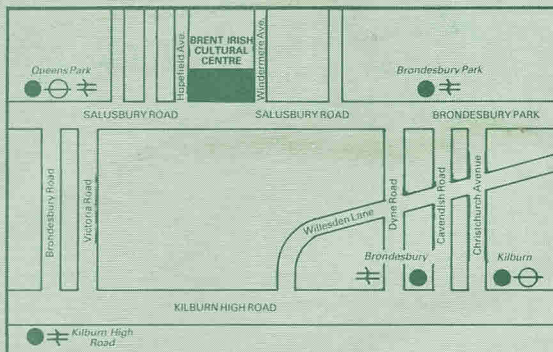 BRENT IRISH
CULTURAL
CENTRE
Hopefield Ave.
Windermere Ave.
Queens Park
Brondesbury Park
SALUSBURY ROAD
SALUSBURY ROAD
BRONDESBURY PARK
Brondesbury Road
Victoria Road
Willesden Lane
Dyne Road
Cavendish Road
Christchurch Avenue
Brondesbury
Kilburn
KILBURN HIGH ROAD
Kilburn High
Road